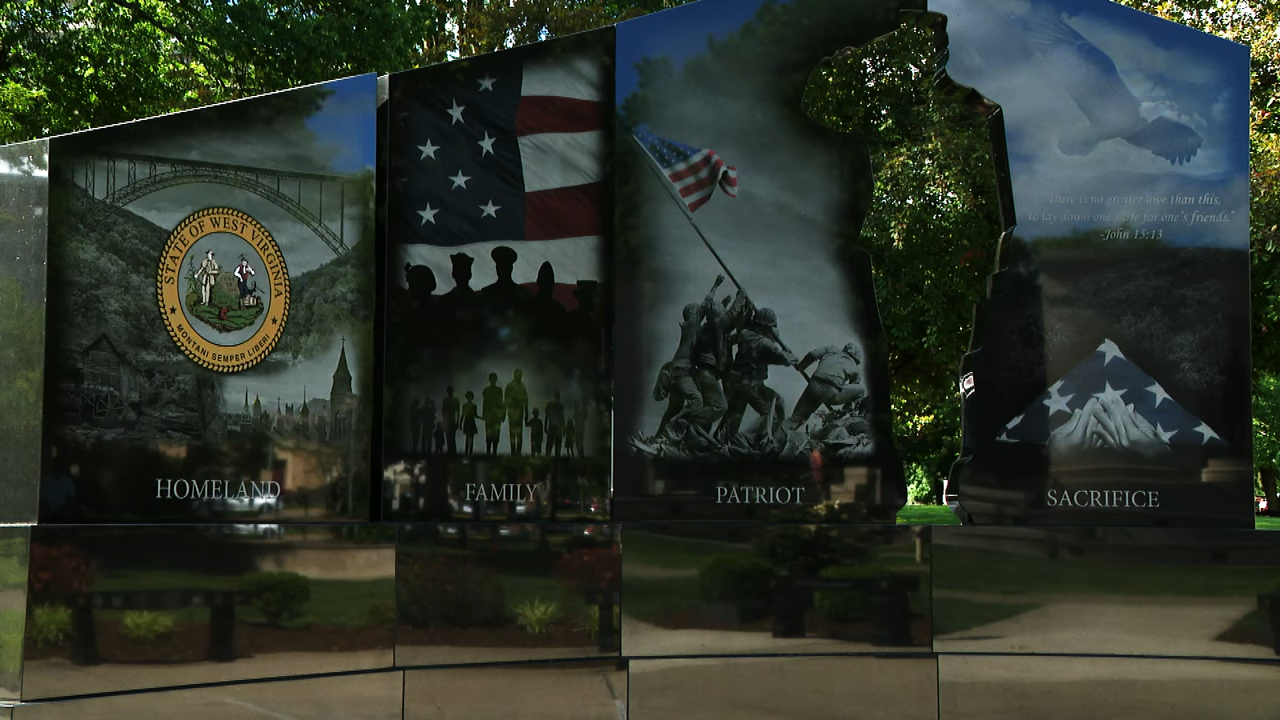 STATE OF WEST VIRGINIA
MONTANI SEMPER LIBERI
"There is no greater love than this,
to lay down one's life for one's friends."
-John 15:13
HOMELAND
FAMILY
PATRIOT
SACRIFICE